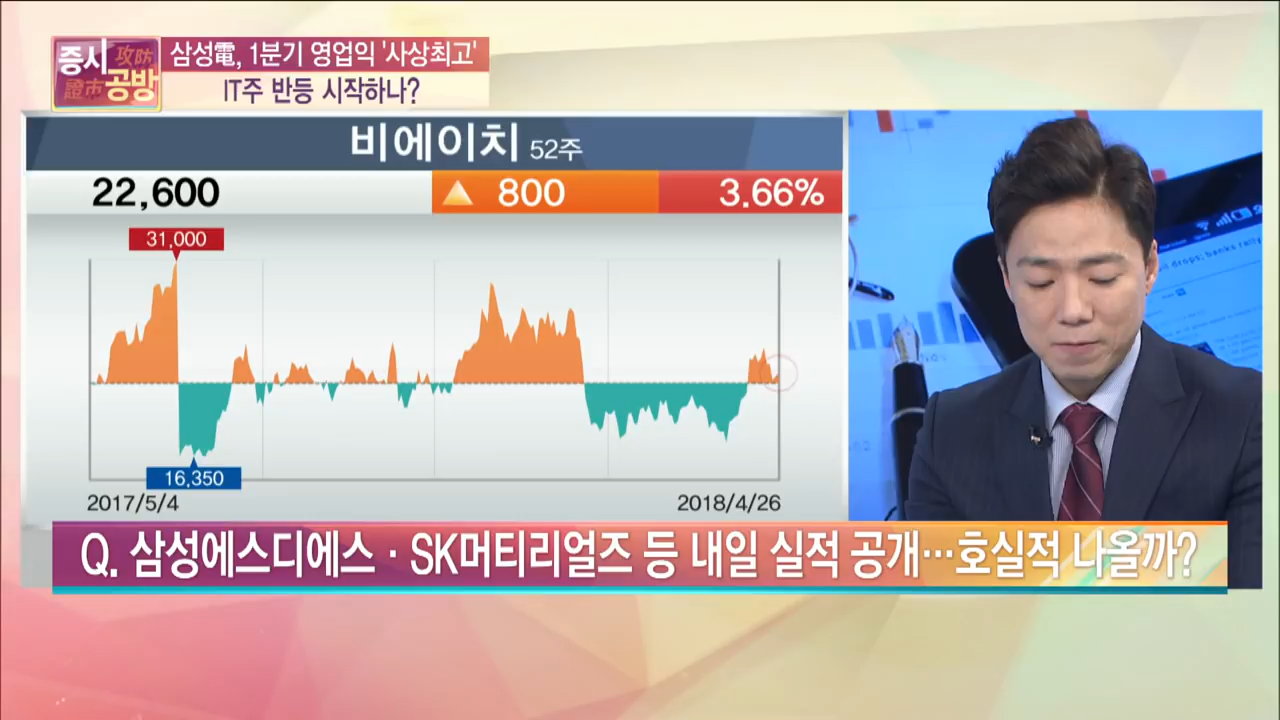 증시 攻防
證市 공방
삼성電, 1분기 영업익 '사상최고'
IT주 반등 시작하나?
비에이치 52주
22,600 800 3.66%
31,000
16,350
2017/5/4 2018/4/26
drops; banks rally
Nov
Q. 삼성에스디에스 · SK머티리얼즈 등 내일 실적 공개…호실적 나올까?